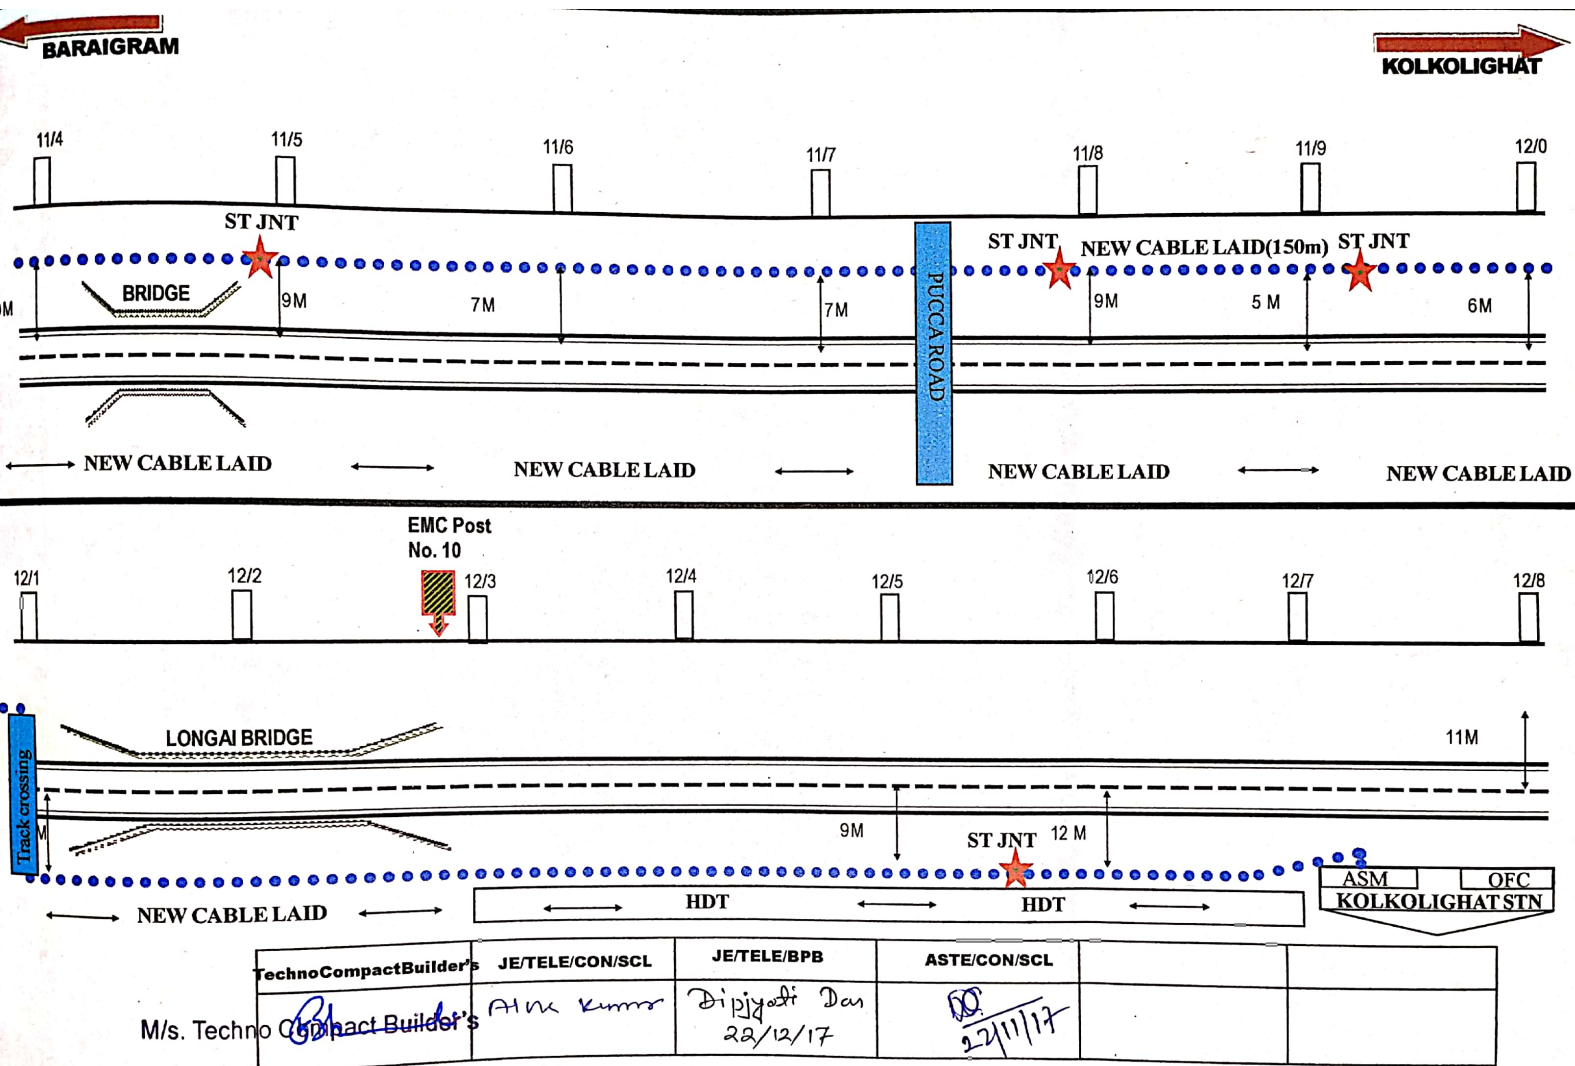 BARAIGRAM
KOLKOLIGHAT
11/4 11/5 11/6 11/7 11/8 11/9 12/0
ST JNT
ST JNT NEW CABLE LAID(150m) ST JNT
BRIDGE
9M 7M 7M 9M 5 M 6M
PUCCA ROAD
NEW CABLE LAID NEW CABLE LAID NEW CABLE LAID NEW CABLE LAID
EMC Post
No. 10
12/1 12/2 12/3 12/4 12/5 12/6 12/7 12/8
LONGAI BRIDGE
11M
Track crossing
M
9M ST JNT 12 M
ASM OFC
KOLKOLIGHAT STN
NEW CABLE LAID HDT HDT
TechnoCompactBuilder's JE/TELE/CON/SCL JE/TELE/BPB ASTE/CON/SCL
M/s. Techno Compact Builder's
Kumar
Dipjyoti Das
22/12/17
22/11/17